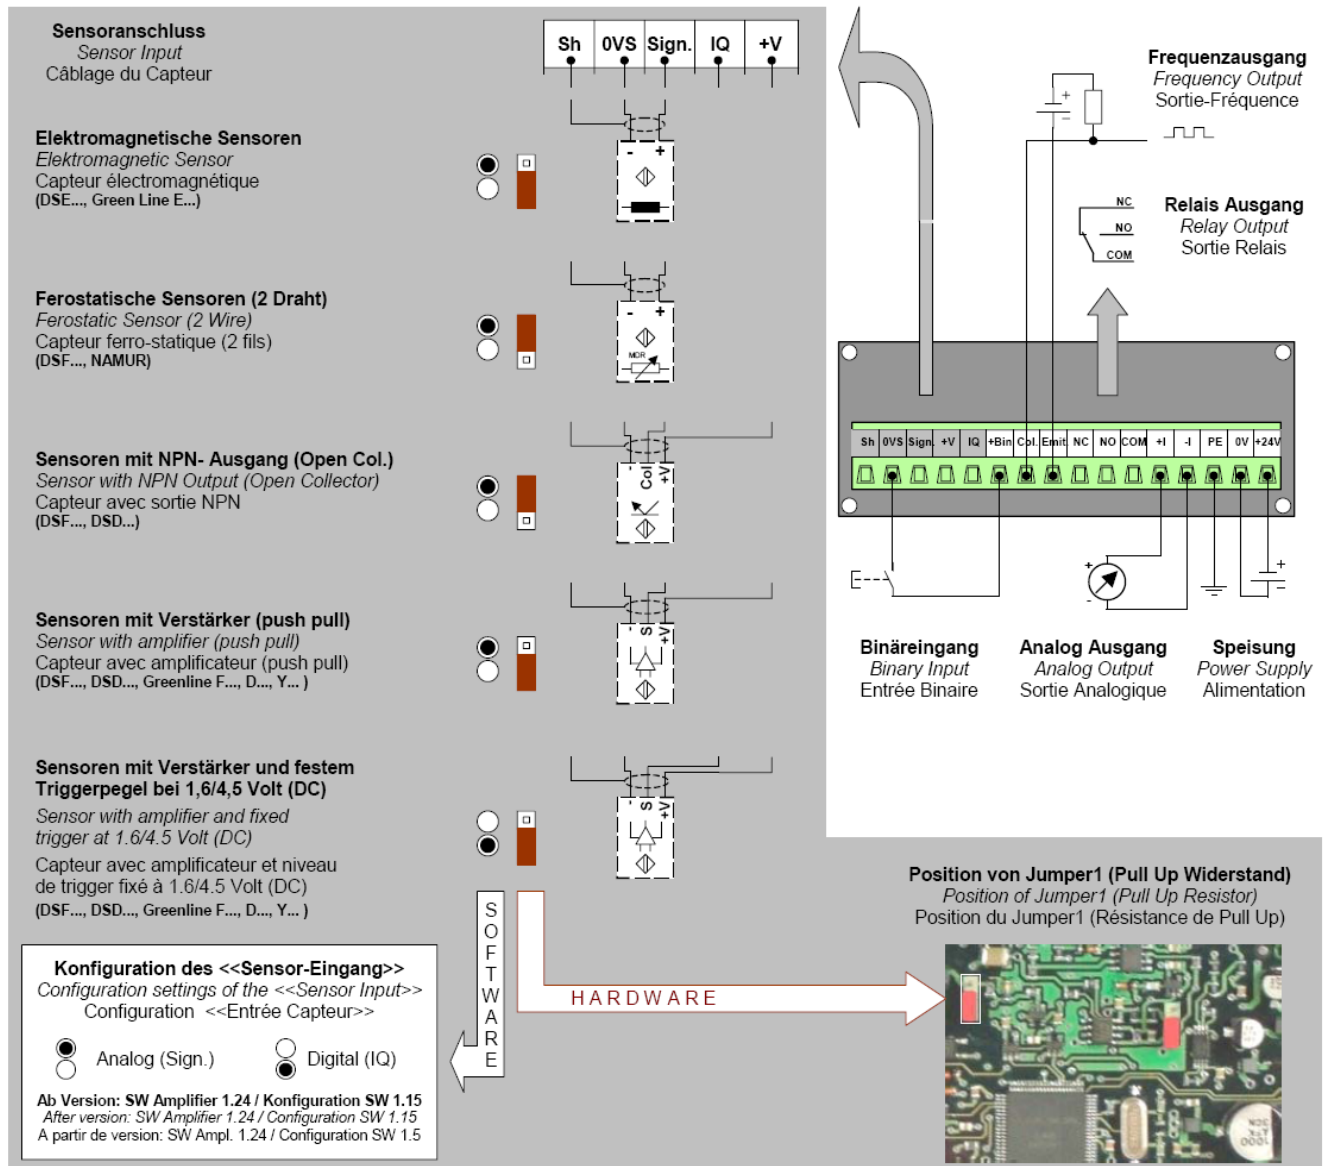 Sensoranschluss
Sensor Input
Câblage du Capteur
Sh 0VS Sign. IQ +V
Elektromagnetische Sensoren
Elektromagnetic Sensor
Capteur électromagnétique
(DSE..., Green Line E...)
- +
Ferostatische Sensoren (2 Draht)
Ferostatic Sensor (2 Wire)
Capteur ferro-statique (2 fils)
(DSF..., NAMUR)
- +
MDR
Sensoren mit NPN- Ausgang (Open Col.)
Sensor with NPN Output (Open Collector)
Capteur avec sortie NPN
(DSF..., DSD...)
- Col +V
Sensoren mit Verstärker (push pull)
Sensor with amplifier (push pull)
Capteur avec amplificateur (push pull)
(DSF..., DSD..., Greenline F..., D..., Y... )
- S +V
Sensoren mit Verstärker und festem
Triggerpegel bei 1,6/4,5 Volt (DC)
Sensor with amplifier and fixed
trigger at 1.6/4.5 Volt (DC)
Capteur avec amplificateur et niveau
de trigger fixé à 1.6/4.5 Volt (DC)
(DSF..., DSD..., Greenline F..., D..., Y... )
- S +V
SOFTWARE
HARDWARE
Konfiguration des <<Sensor-Eingang>>
Configuration settings of the <<Sensor Input>>
Configuration <<Entrée Capteur>>
Analog (Sign.) Digital (IQ)
Ab Version: SW Amplifier 1.24 / Konfiguration SW 1.15
After version: SW Amplifier 1.24 / Configuration SW 1.15
A partir de version: SW Ampl. 1.24 / Configuration SW 1.5
Frequenzausgang
Frequency Output
Sortie-Fréquence
+
-
NC
NO
COM
Relais Ausgang
Relay Output
Sortie Relais
Sh 0VS Sign. +V IQ +Bin Col. Emit. NC NO COM +I -I PE 0V +24V
+
-
+
-
Binäreingang
Binary Input
Entrée Binaire
Analog Ausgang
Analog Output
Sortie Analogique
Speisung
Power Supply
Alimentation
Position von Jumper1 (Pull Up Widerstand)
Position of Jumper1 (Pull Up Resistor)
Position du Jumper1 (Résistance de Pull Up)